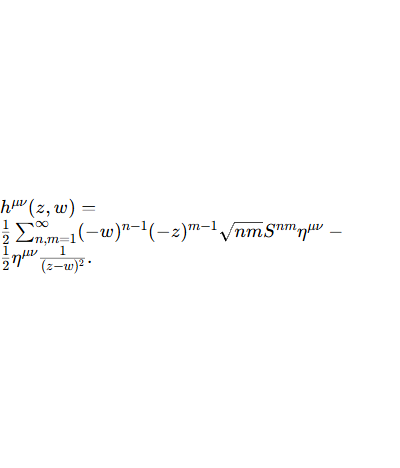 $h^{\mu\nu}(z, w) =$
$\frac{1}{2} \sum_{n,m=1}^{\infty} (-w)^{n-1} (-z)^{m-1} \sqrt{nm} S^{nm} \eta^{\mu\nu} -$
$\frac{1}{2} \eta^{\mu\nu} \frac{1}{(z-w)^2}.$